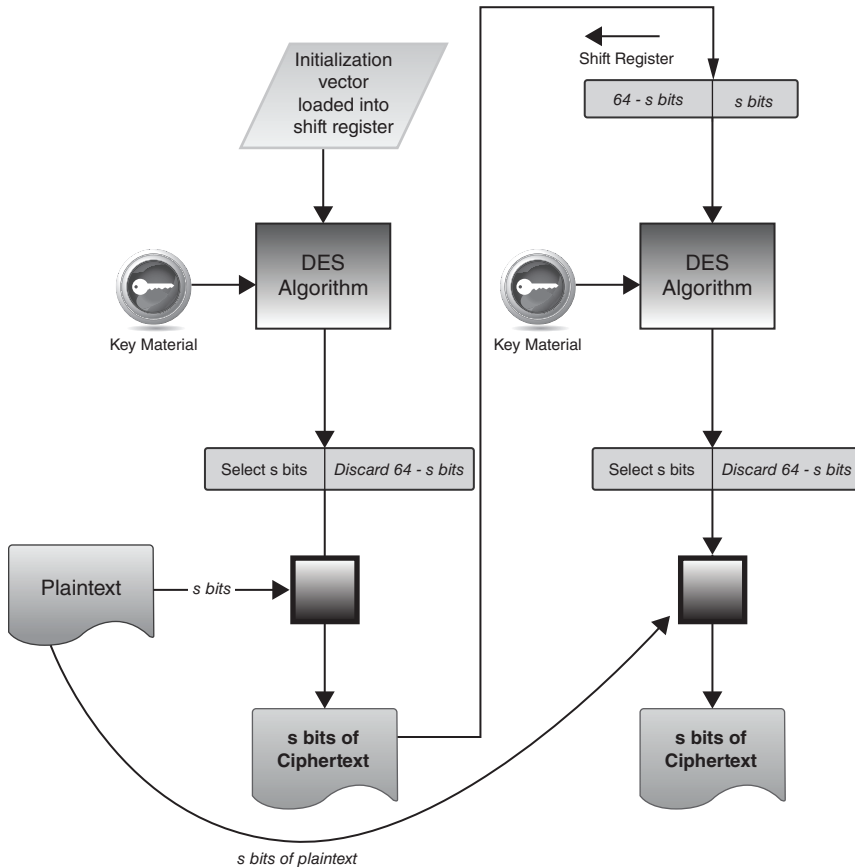 Initialization
vector
loaded into
shift register
Key Material
DES
Algorithm
Select s bits
Discard 64 - s bits
Plaintext
s bits
s bits of
Ciphertext
s bits of plaintext
Shift Register
64 - s bits
s bits
Key Material
DES
Algorithm
Select s bits
Discard 64 - s bits
s bits of
Ciphertext